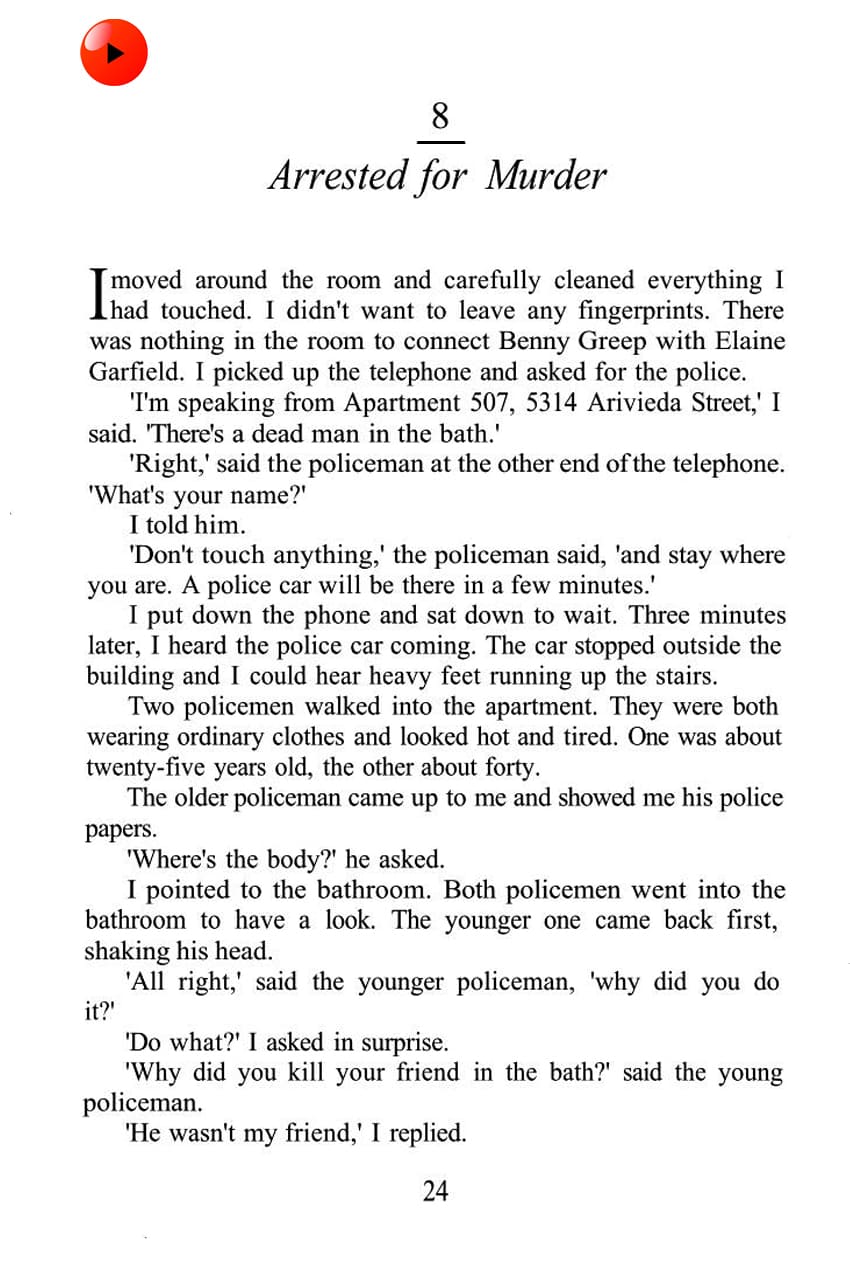 8
Arrested for Murder
I moved around the room and carefully cleaned everything I
had touched. I didn't want to leave any fingerprints. There
was nothing in the room to connect Benny Greep with Elaine
Garfield. I picked up the telephone and asked for the police.
'I'm speaking from Apartment 507, 5314 Arivieda Street,' I
said. 'There's a dead man in the bath.'
'Right,' said the policeman at the other end of the telephone.
'What's your name?'
I told him.
'Don't touch anything,' the policeman said, 'and stay where
you are. A police car will be there in a few minutes.'
I put down the phone and sat down to wait. Three minutes
later, I heard the police car coming. The car stopped outside the
building and I could hear heavy feet running up the stairs.
Two policemen walked into the apartment. They were both
wearing ordinary clothes and looked hot and tired. One was about
twenty-five years old, the other about forty.
The older policeman came up to me and showed me his police
papers.
'Where's the body?' he asked.
I pointed to the bathroom. Both policemen went into the
bathroom to have a look. The younger one came back first,
shaking his head.
'All right,' said the younger policeman, 'why did you do
it?'
'Do what?' I asked in surprise.
'Why did you kill your friend in the bath?' said the young
policeman.
'He wasn't my friend,' I replied.
24